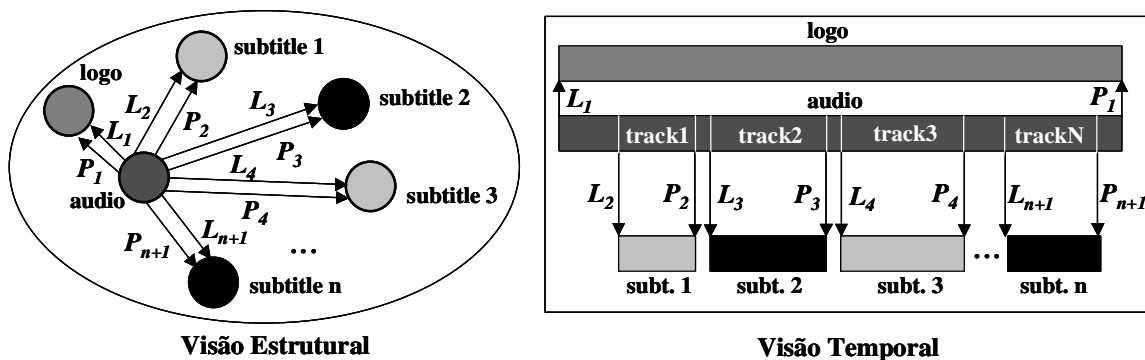 subtitle 1
logo
L2
L3
subtitle 2
L1
P2
P3
P1
L4
audio
subtitle 3
P4
Pn+1
Ln+1
...
subtitle n
Visão Estrutural
logo
L1
audio
P1
track1
track2
track3
trackN
L2
P2
L3
P3
L4
P4
Ln+1
Pn+1
...
subt. 1
subt. 2
subt. 3
subt. n
Visão Temporal